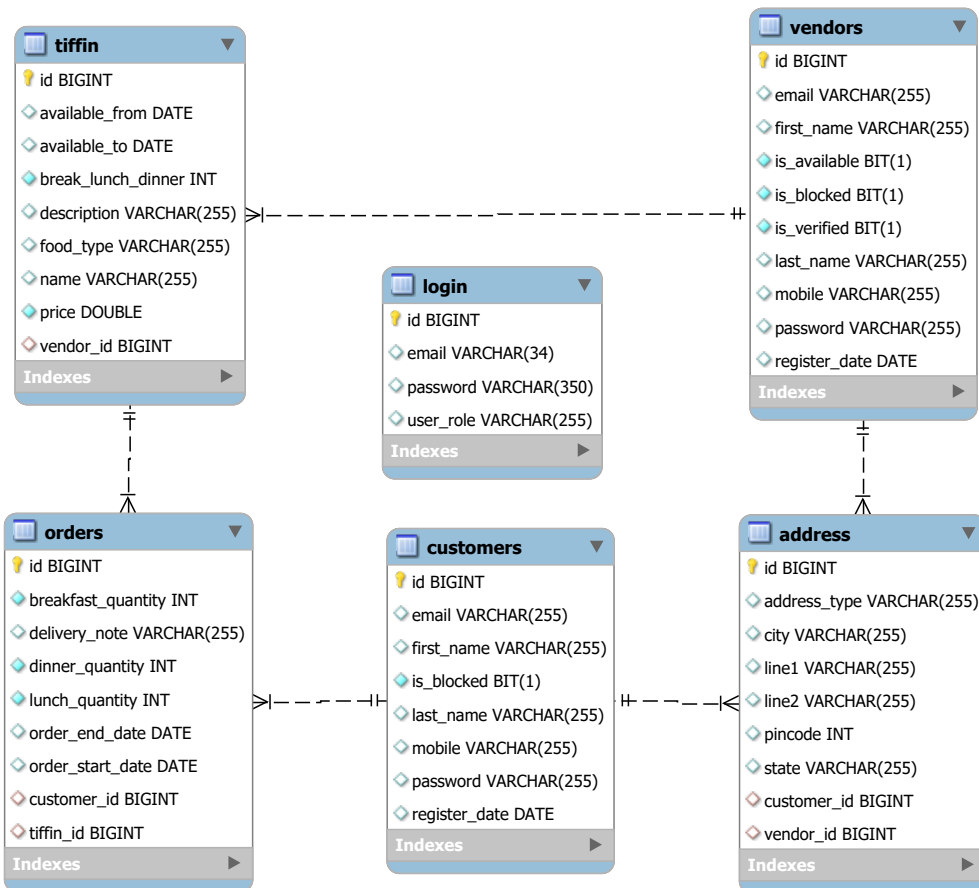 tiffin
id BIGINT
available_from DATE
available_to DATE
break_lunch_dinner INT
description VARCHAR(255)
food_type VARCHAR(255)
name VARCHAR(255)
price DOUBLE
vendor_id BIGINT
Indexes
vendors
id BIGINT
email VARCHAR(255)
first_name VARCHAR(255)
is_available BIT(1)
is_blocked BIT(1)
is_verified BIT(1)
last_name VARCHAR(255)
mobile VARCHAR(255)
password VARCHAR(255)
register_date DATE
Indexes
login
id BIGINT
email VARCHAR(34)
password VARCHAR(350)
user_role VARCHAR(255)
Indexes
orders
id BIGINT
breakfast_quantity INT
delivery_note VARCHAR(255)
dinner_quantity INT
lunch_quantity INT
order_end_date DATE
order_start_date DATE
customer_id BIGINT
tiffin_id BIGINT
Indexes
customers
id BIGINT
email VARCHAR(255)
first_name VARCHAR(255)
is_blocked BIT(1)
last_name VARCHAR(255)
mobile VARCHAR(255)
password VARCHAR(255)
register_date DATE
Indexes
address
id BIGINT
address_type VARCHAR(255)
city VARCHAR(255)
line1 VARCHAR(255)
line2 VARCHAR(255)
pincode INT
state VARCHAR(255)
customer_id BIGINT
vendor_id BIGINT
Indexes